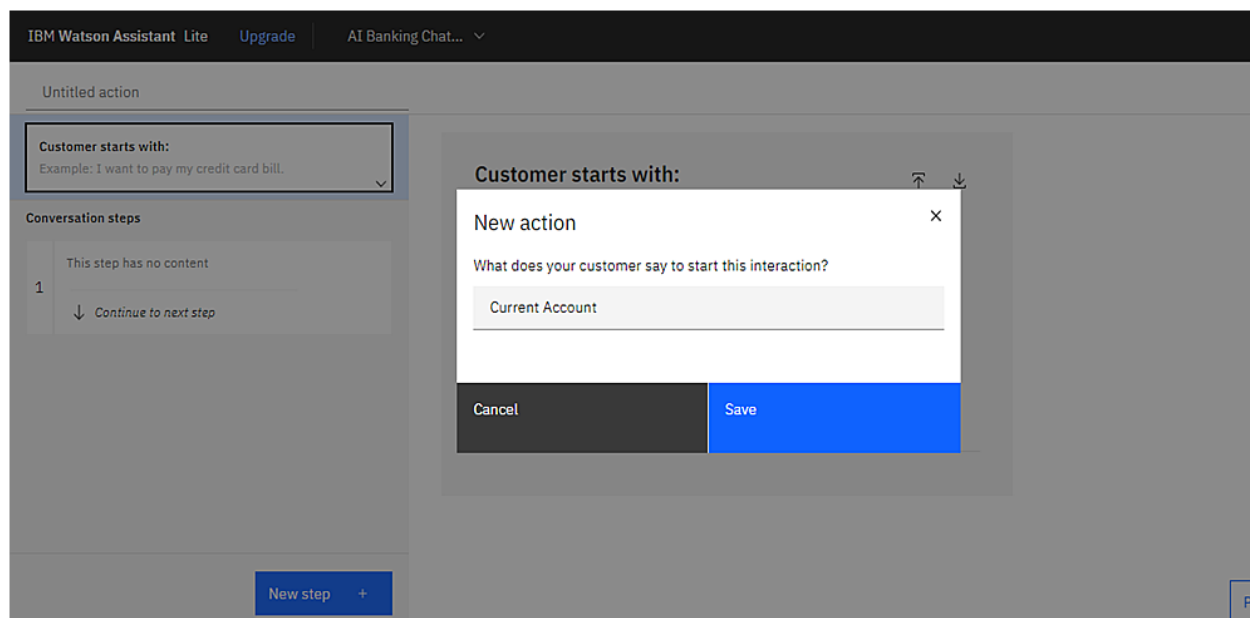 IBM Watson Assistant Lite Upgrade AI Banking Chat...
Untitled action
Customer starts with:
Example: I want to pay my credit card bill.
Conversation steps
1
This step has no content
Continue to next step
New step +
Customer starts with:
New action
What does your customer say to start this interaction?
Current Account
Cancel
Save